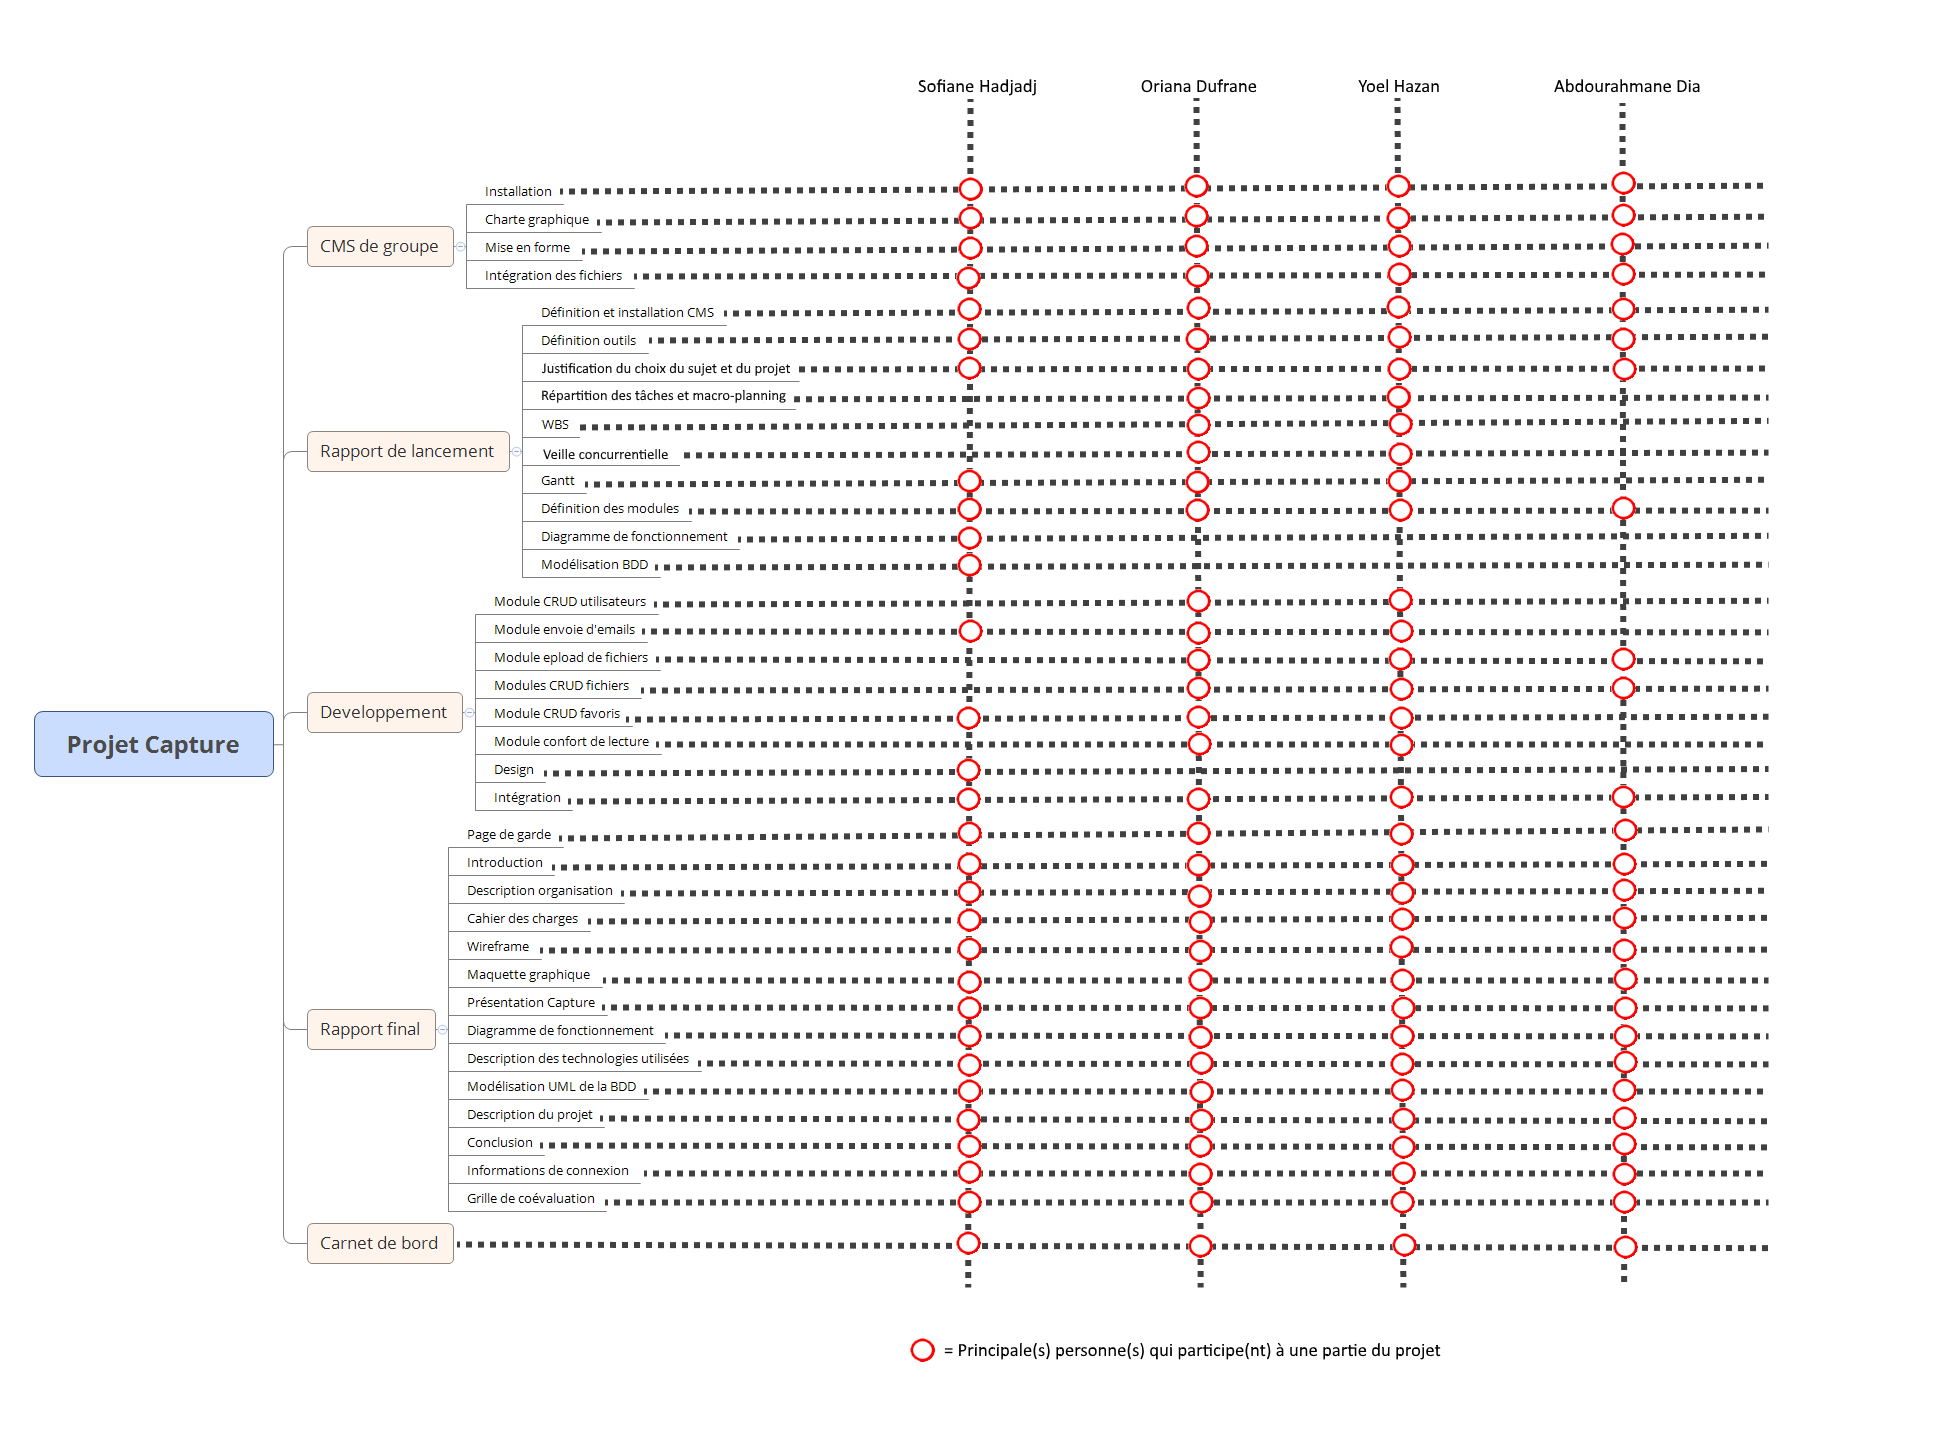 Sofiane Hadjadj
Oriana Dufrane
Yoel Hazan
Abdourahmane Dia
Projet Capture
CMS de groupe
Installation
Charte graphique
Mise en forme
Intégration des fichiers
Rapport de lancement
Définition et installation CMS
Définition outils
Justification du choix du sujet et du projet
Répartition des tâches et macro-planning
WBS
Veille concurrentielle
Gantt
Définition des modules
Diagramme de fonctionnement
Modélisation BDD
Developpement
Module CRUD utilisateurs
Module envoie d'emails
Module epload de fichiers
Modules CRUD fichiers
Module CRUD favoris
Module confort de lecture
Design
Intégration
Rapport final
Page de garde
Introduction
Description organisation
Cahier des charges
Wireframe
Maquette graphique
Présentation Capture
Diagramme de fonctionnement
Description des technologies utilisées
Modélisation UML de la BDD
Description du projet
Conclusion
Informations de connexion
Grille de coévaluation
Carnet de bord
= Principale(s) personne(s) qui participe(nt) à une partie du projet